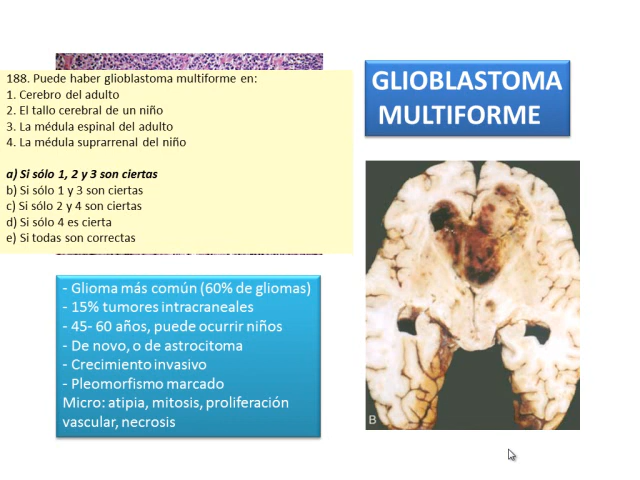 188. Puede haber glioblastoma multiforme en:
1. Cerebro del adulto
2. El tallo cerebral de un niño
3. La médula espinal del adulto
4. La médula suprarrenal del niño
a) Si sólo 1, 2 y 3 son ciertas
b) Si sólo 1 y 3 son ciertas
c) Si sólo 2 y 4 son ciertas
d) Si sólo 4 es cierta
e) Si todas son correctas
GLIOBLASTOMA
MULTIFORME
- Glioma más común (60% de gliomas)
- 15% tumores intracraneales
- 45- 60 años, puede ocurrir niños
- De novo, o de astrocitoma
- Crecimiento invasivo
- Pleomorfismo marcado
Micro: atipia, mitosis, proliferación
vascular, necrosis
B